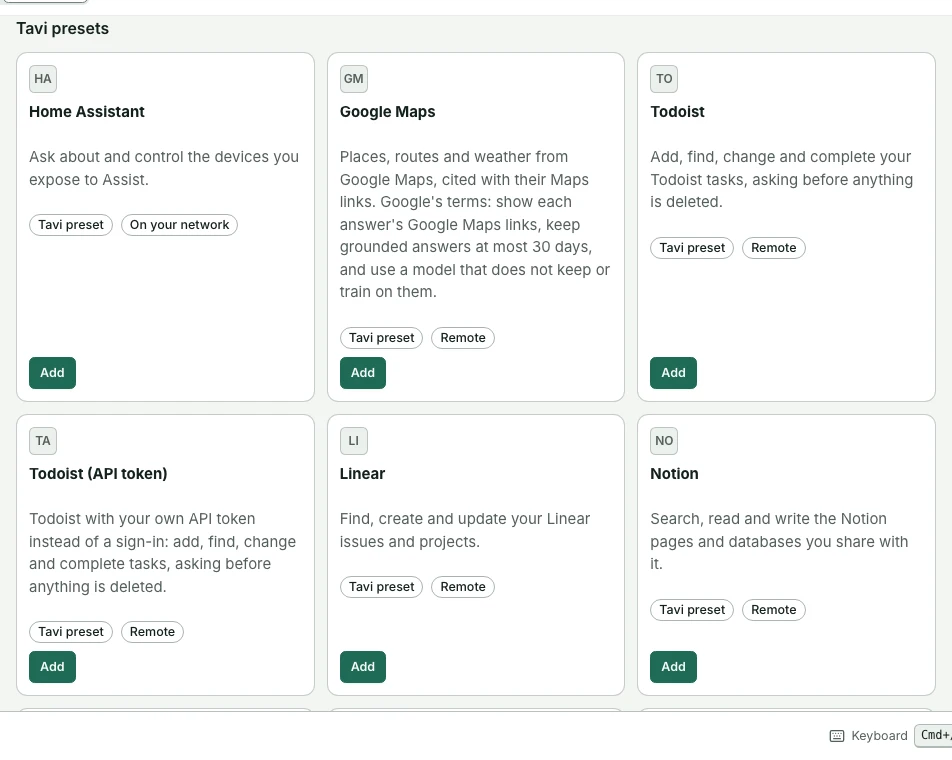 Tavi presets
HA
Home Assistant
Ask about and control the devices you
expose to Assist.
Tavi preset
On your network
Add
GM
Google Maps
Places, routes and weather from
Google Maps, cited with their Maps
links. Google's terms: show each
answer's Google Maps links, keep
grounded answers at most 30 days,
and use a model that does not keep or
train on them.
Tavi preset
Remote
Add
TO
Todoist
Add, find, change and complete your
Todoist tasks, asking before anything
is deleted.
Tavi preset
Remote
Add
TA
Todoist (API token)
Todoist with your own API token
instead of a sign-in: add, find, change
and complete tasks, asking before
anything is deleted.
Tavi preset
Remote
Add
LI
Linear
Find, create and update your Linear
issues and projects.
Tavi preset
Remote
Add
NO
Notion
Search, read and write the Notion
pages and databases you share with
it.
Tavi preset
Remote
Add
Keyboard
Cmd+/